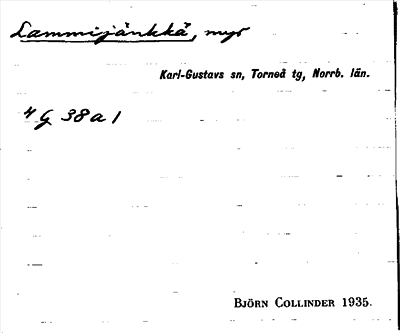 Lammijänkkä, myr
Karl-Gustavs sn, Torneå tg, Norrb. län.
4 G 38 a 1
BJÖRN COLLINDER 1935.